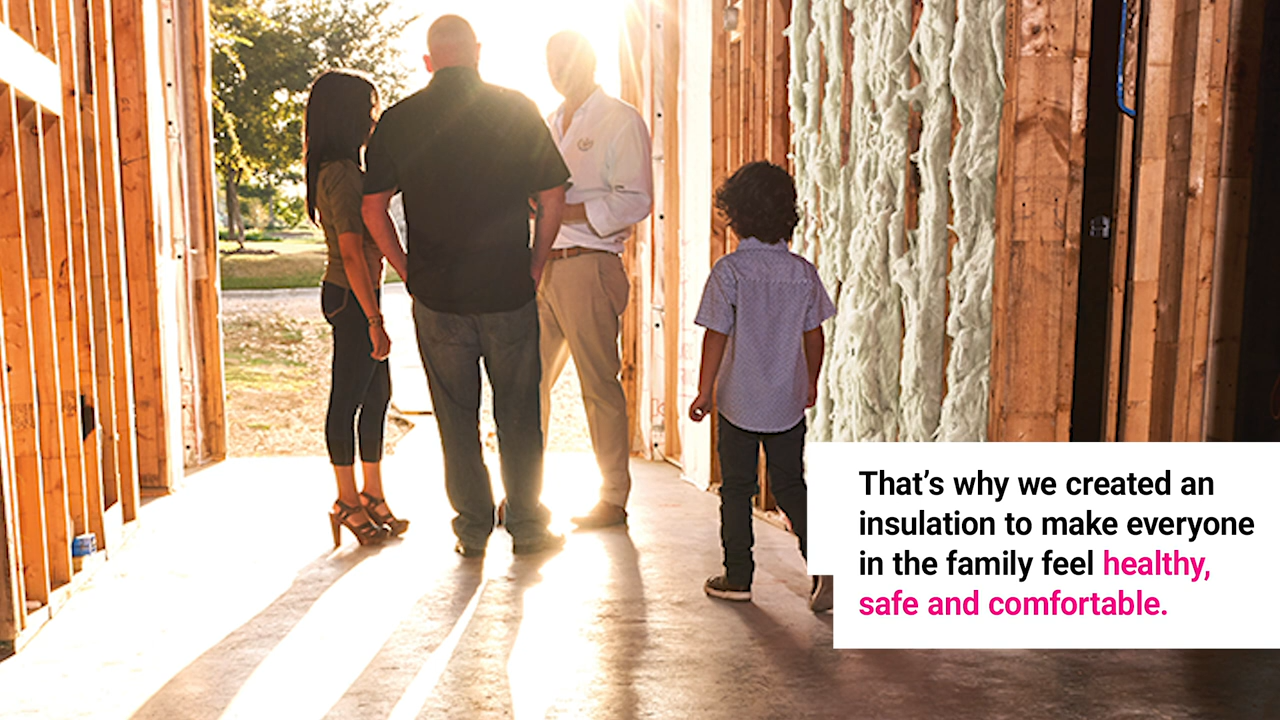 That's why we created an
insulation to make everyone
in the family feel healthy,
safe and comfortable.